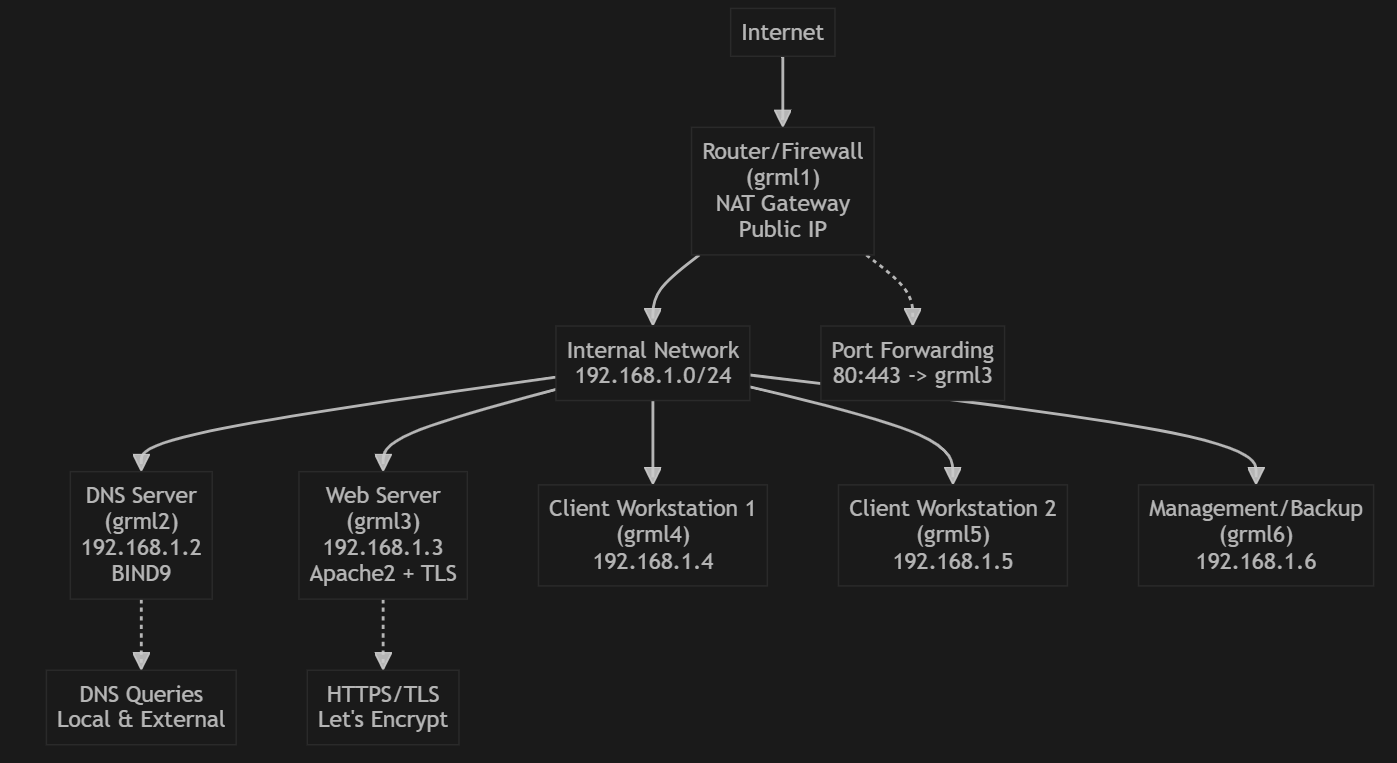 Internet
Router/Firewall
(grml1)
NAT Gateway
Public IP
Internal Network
192.168.1.0/24
Port Forwarding
80:443 -> grml3
DNS Server
(grml2)
192.168.1.2
BIND9
Web Server
(grml3)
192.168.1.3
Apache2 + TLS
Client Workstation 1
(grml4)
192.168.1.4
Client Workstation 2
(grml5)
192.168.1.5
Management/Backup
(grml6)
192.168.1.6
DNS Queries
Local & External
HTTPS/TLS
Let's Encrypt